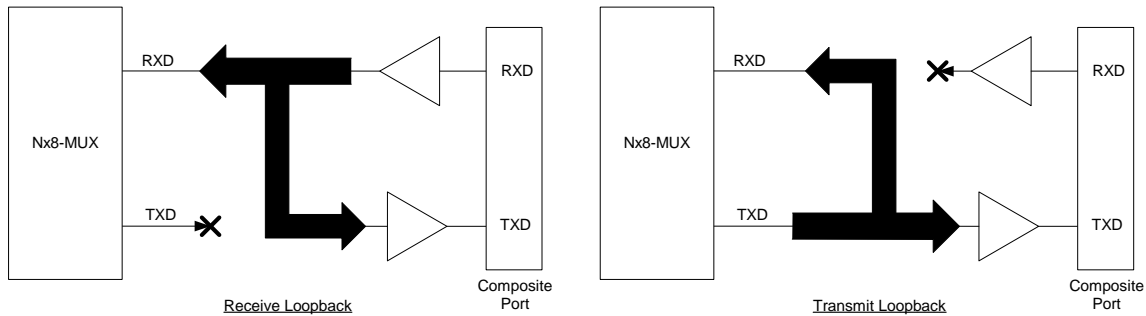 RXD
RXD
Nx8-MUX
TXD
TXD
Composite
Port
Receive Loopback
RXD
RXD
Nx8-MUX
TXD
TXD
Composite
Port
Transmit Loopback